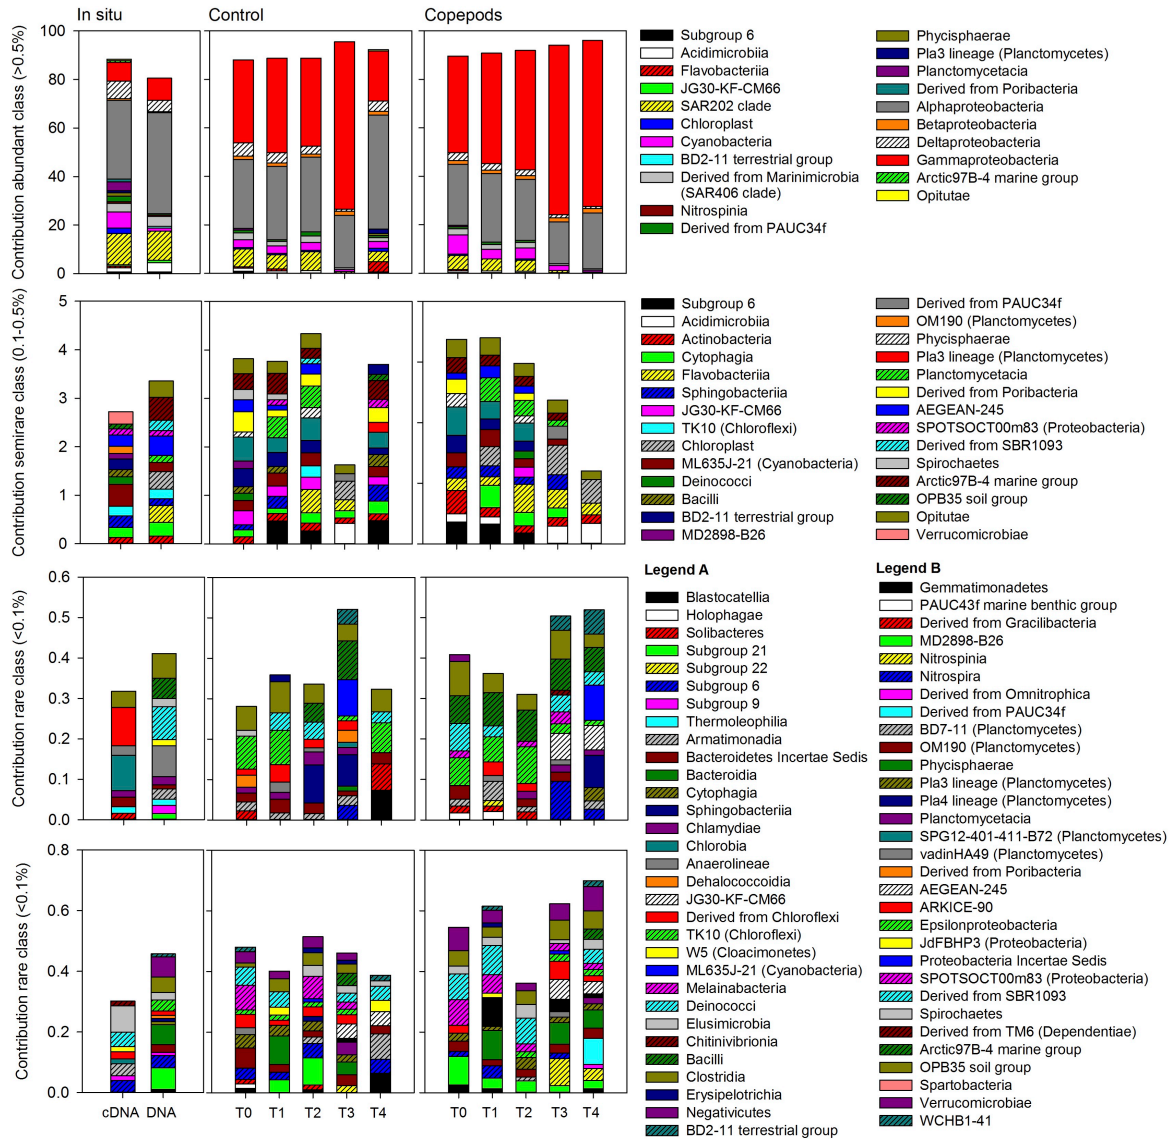 In situ
Control
Copepods
Contribution abundant class (>0.5%)
100
80
60
40
20
0
Subgroup 6
Acidimicrobiia
Flavobacteriia
JG30-KF-CM66
SAR202 clade
Chloroplast
Cyanobacteria
BD2-11 terrestrial group
Derived from Marinimicrobia
(SAR406 clade)
Nitrospinia
Derived from PAUC34f
Phycisphaerae
Pla3 lineage (Planctomycetes)
Planctomycetacia
Derived from Poribacteria
Alphaproteobacteria
Betaproteobacteria
Deltaproteobacteria
Gammaproteobacteria
Arctic97B-4 marine group
Opitutae
Contribution semirare class (0.1-0.5%)
5
4
3
2
1
0
Subgroup 6
Acidimicrobiia
Actinobacteria
Cytophagia
Flavobacteriia
Sphingobacteriia
JG30-KF-CM66
TK10 (Chloroflexi)
Chloroplast
ML635J-21 (Cyanobacteria)
Deinococci
Bacilli
BD2-11 terrestrial group
MD2898-B26
Derived from PAUC34f
OM190 (Planctomycetes)
Phycisphaerae
Pla3 lineage (Planctomycetes)
Planctomycetacia
Derived from Poribacteria
AEGEAN-245
SPOTSOCT00m83 (Proteobacteria)
Derived from SBR1093
Spirochaetes
Arctic97B-4 marine group
OPB35 soil group
Opitutae
Verrucomicrobiae
Contribution rare class (<0.1%)
0.6
0.5
0.4
0.3
0.2
0.1
0.0
Contribution rare class (<0.1%)
0.8
0.6
0.4
0.2
0.0
cDNA
DNA
T0
T1
T2
T3
T4
T0
T1
T2
T3
T4
Legend A
Blastocatellia
Holophagae
Solibacteres
Subgroup 21
Subgroup 22
Subgroup 6
Subgroup 9
Thermoleophilia
Armatimonadia
Bacteroidetes Incertae Sedis
Bacteroidia
Cytophagia
Sphingobacteriia
Chlamydiae
Chlorobia
Anaerolineae
Dehalococcoidia
JG30-KF-CM66
Derived from Chloroflexi
TK10 (Chloroflexi)
W5 (Cloacimonetes)
ML635J-21 (Cyanobacteria)
Melainabacteria
Deinococci
Elusimicrobia
Chitinivibrionia
Bacilli
Clostridia
Erysipelotrichia
Negativicutes
BD2-11 terrestrial group
Legend B
Gemmatimonadetes
PAUC43f marine benthic group
Derived from Gracilibacteria
MD2898-B26
Nitrospinia
Nitrospira
Derived from Omnitrophica
Derived from PAUC34f
BD7-11 (Planctomycetes)
OM190 (Planctomycetes)
Phycisphaerae
Pla3 lineage (Planctomycetes)
Pla4 lineage (Planctomycetes)
Planctomycetacia
SPG12-401-411-B72 (Planctomycetes)
vadinHA49 (Planctomycetes)
Derived from Poribacteria
AEGEAN-245
ARKICE-90
Epsilonproteobacteria
JdFBHP3 (Proteobacteria)
Proteobacteria Incertae Sedis
SPOTSOCT00m83 (Proteobacteria)
Derived from SBR1093
Spirochaetes
Derived from TM6 (Dependentiae)
Arctic97B-4 marine group
OPB35 soil group
Spartobacteria
Verrucomicrobiae
WCHB1-41